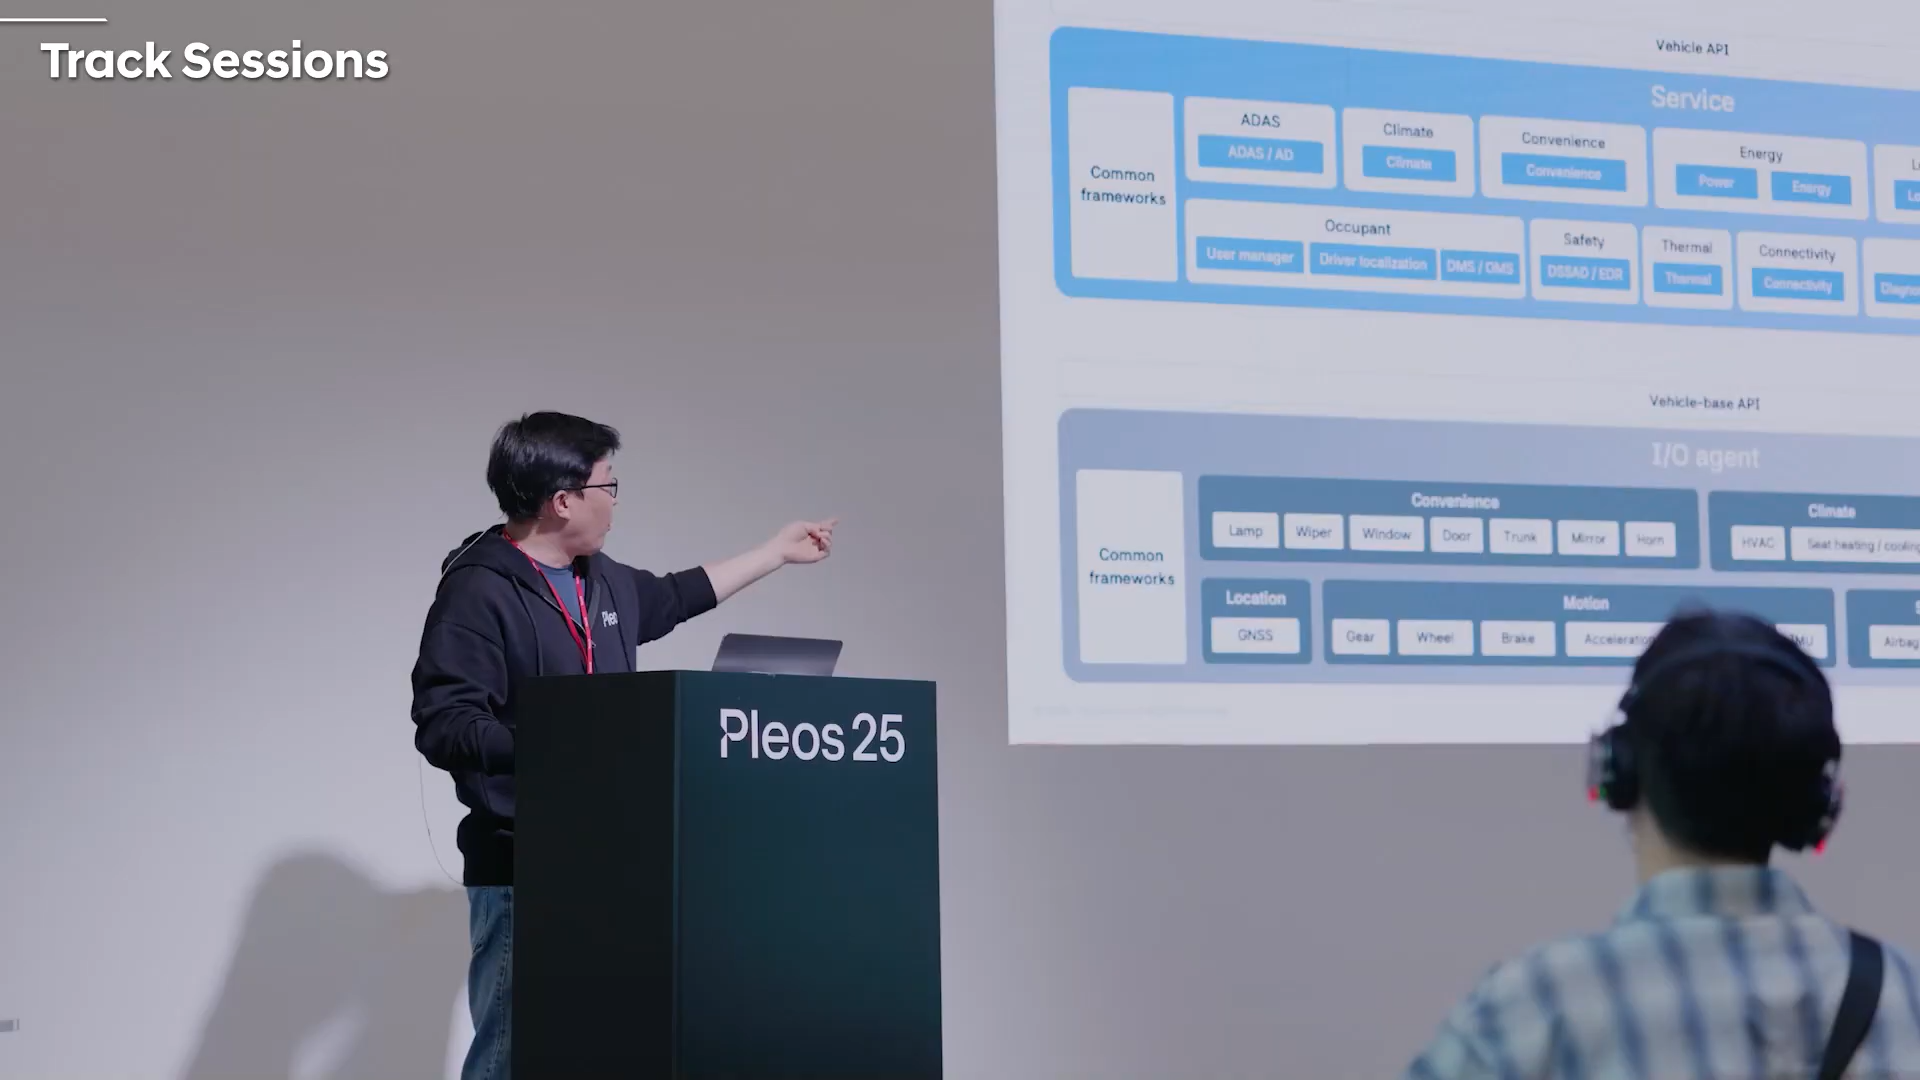 Track Sessions
Vehicle API
Service
Common
frameworks
ADAS
ADAS / AD
Climate
Climate
Convenience
Convenience
Energy
Power
Energy
Occupant
User manager
Driver localization
DMS / OMS
Safety
DSSAD / EDR
Thermal
Thermal
Connectivity
Connectivity
Vehicle-base API
I/O agent
Common
frameworks
Convenience
Lamp
Wiper
Window
Door
Trunk
Mirror
Horn
Climate
HVAC
Seat heating / cooling
Location
GNSS
Motion
Gear
Wheel
Brake
IMU
Pleos 25